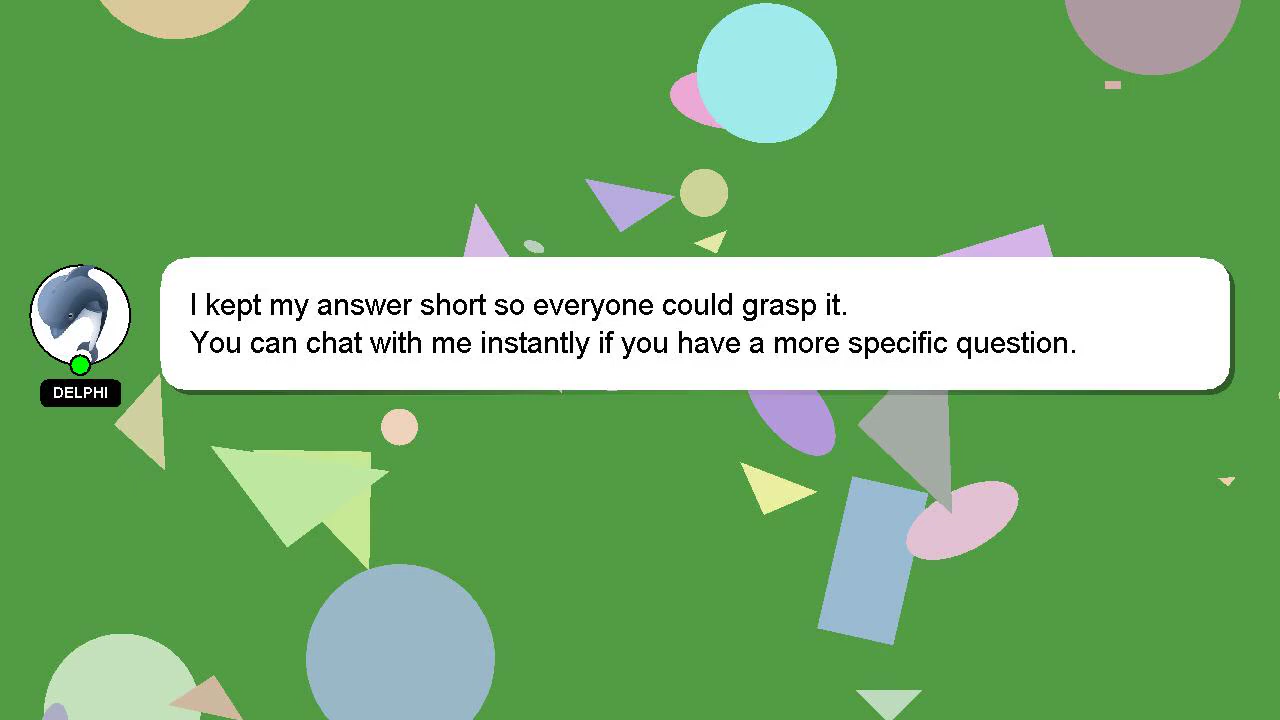 I kept my answer short so everyone could grasp it.
You can chat with me instantly if you have a more specific question.
DELPHI